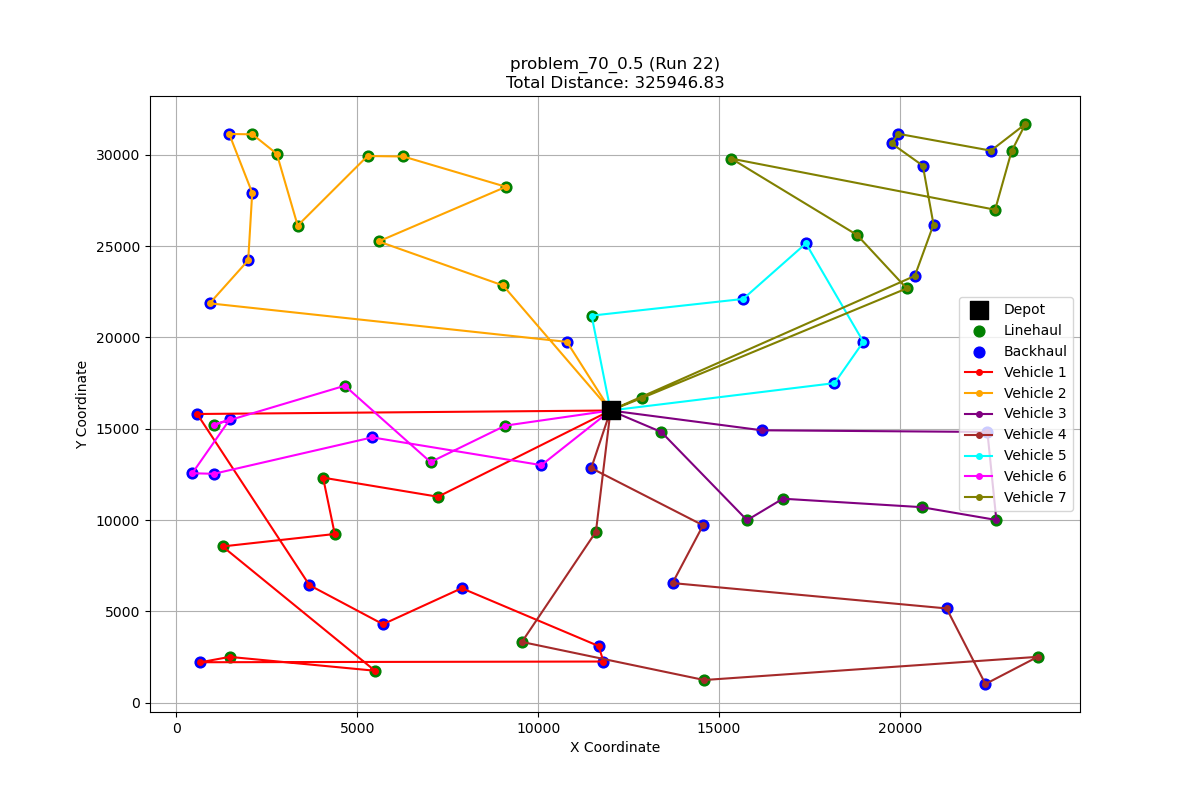 problem_70_0.5 (Run 22)
Total Distance: 325946.83
Y Coordinate
30000
25000
20000
15000
10000
5000
0
0
5000
10000
15000
20000
X Coordinate
Depot
Linehaul
Backhaul
Vehicle 1
Vehicle 2
Vehicle 3
Vehicle 4
Vehicle 5
Vehicle 6
Vehicle 7